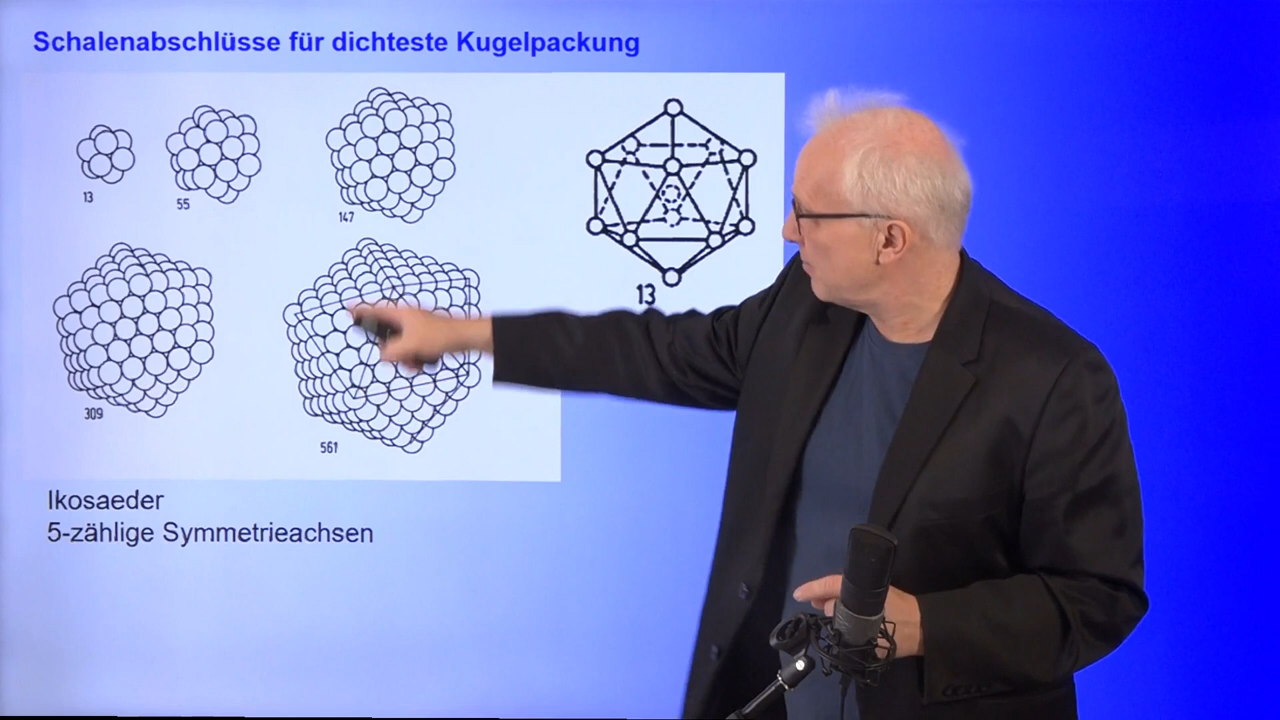 Schalenabschlüsse für dichteste Kugelpackung
13
55
147
13
309
561
Ikosaeder
5-zählige Symmetrieachsen